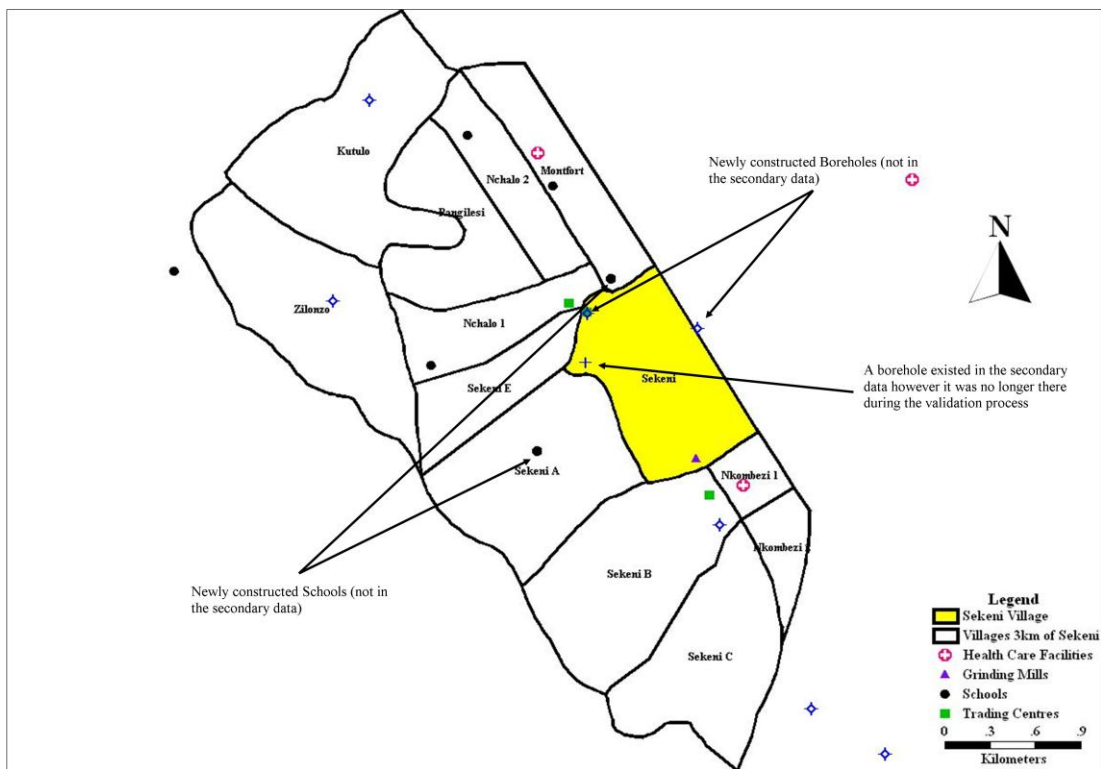 Kutulo
Newly constructed Boreholes (not in
the secondary data)
Nchalo 2
Montfort
Pangilesi
N
Zilonzo
Nchalo 1
Sekeni
A borehole existed in the secondary
data however it was no longer there
during the validation process
Sekeni E
Sekeni A
Nkombezi 1
Nkombezi
Sekeni B
Newly constructed Schools (not in
the secondary data)
Sekeni C
Legend
Sekeni Village
Villages 3km of Sekeni
Health Care Facilities
Grinding Mills
Schools
Trading Centres
0 .3 .6 .9
Kilometers